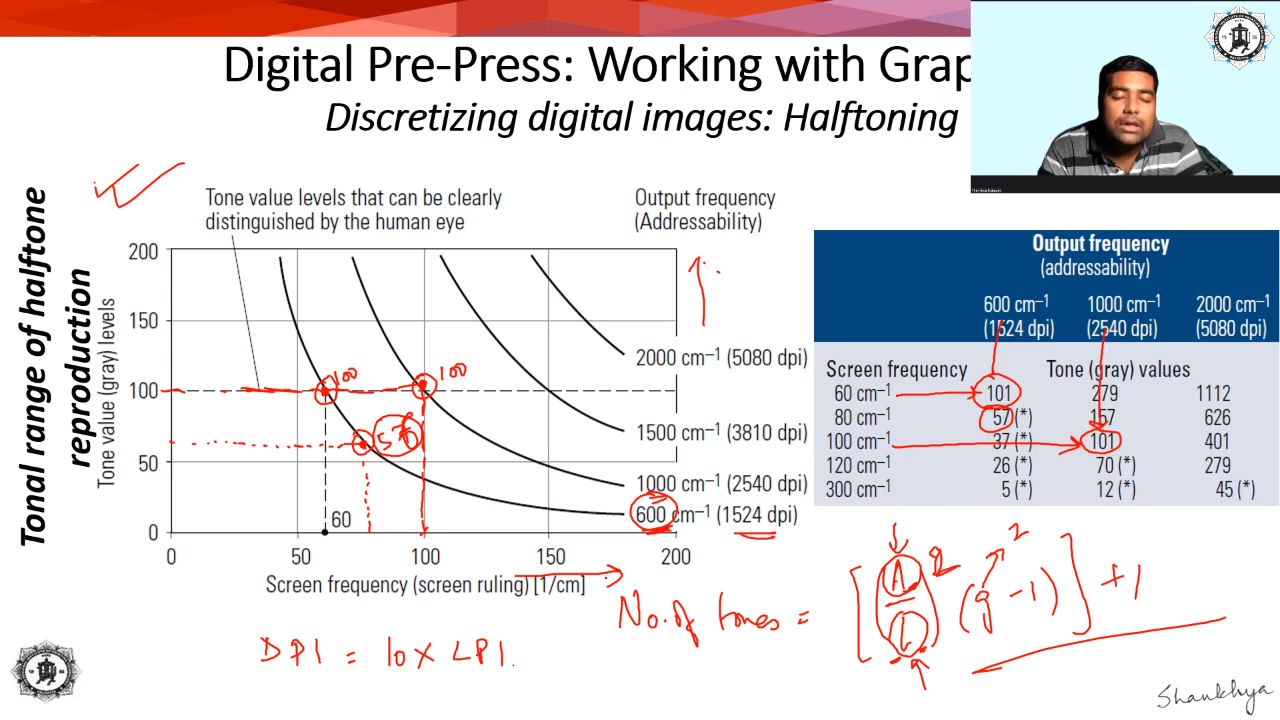 Digital Pre-Press: Working with Grap
Discretizing digital images: Halftoning
Tonal range of halftone
reproduction
Tone value levels that can be clearly
distinguished by the human eye
Output frequency
(Addressability)
Tone value (gray) levels
200
150
100
50
0
100
100
57
60
2000 cm⁻¹ (5080 dpi)
1500 cm⁻¹ (3810 dpi)
1000 cm⁻¹ (2540 dpi)
600 cm⁻¹ (1524 dpi)
0 50 100 150 200
Screen frequency (screen ruling) [1/cm]
Output frequency
(addressability)
600 cm⁻¹ 1000 cm⁻¹ 2000 cm⁻¹
(1524 dpi) (2540 dpi) (5080 dpi)
Screen frequency Tone (gray) values
60 cm⁻¹ 101 279 1112
80 cm⁻¹ 57 (*) 157 626
100 cm⁻¹ 37 (*) 101 401
120 cm⁻¹ 26 (*) 70 (*) 279
300 cm⁻¹ 5 (*) 12 (*) 45 (*)
No. of tones = [(A/L)² (g - 1)] + 1
2
DPI = 10 x LPI.
Shankhya